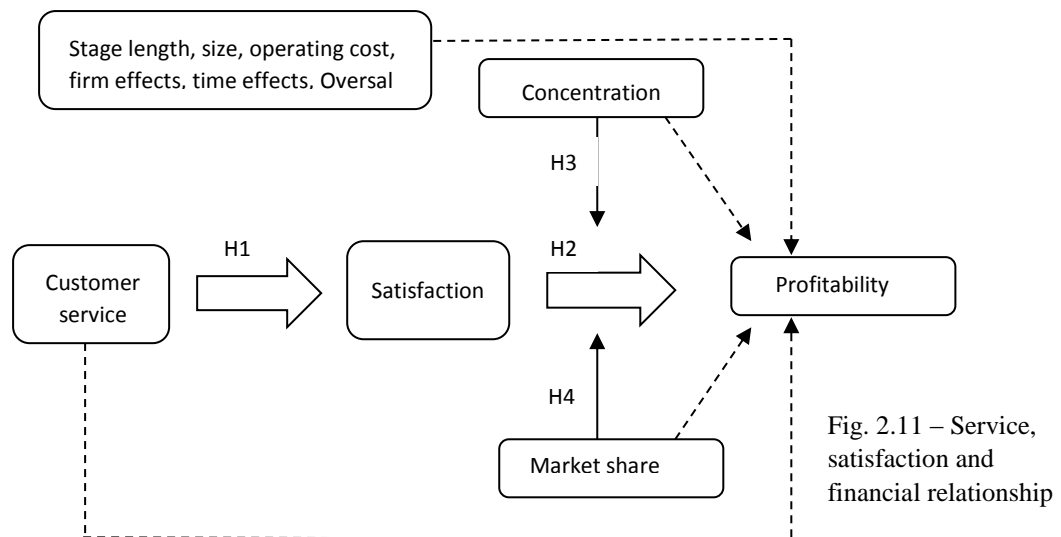 Stage length, size, operating cost,
firm effects, time effects, Oversal
Concentration
H3
H1
H2
Customer
service
Satisfaction
Profitability
H4
Market share
Fig. 2.11 – Service,
satisfaction and
financial relationship